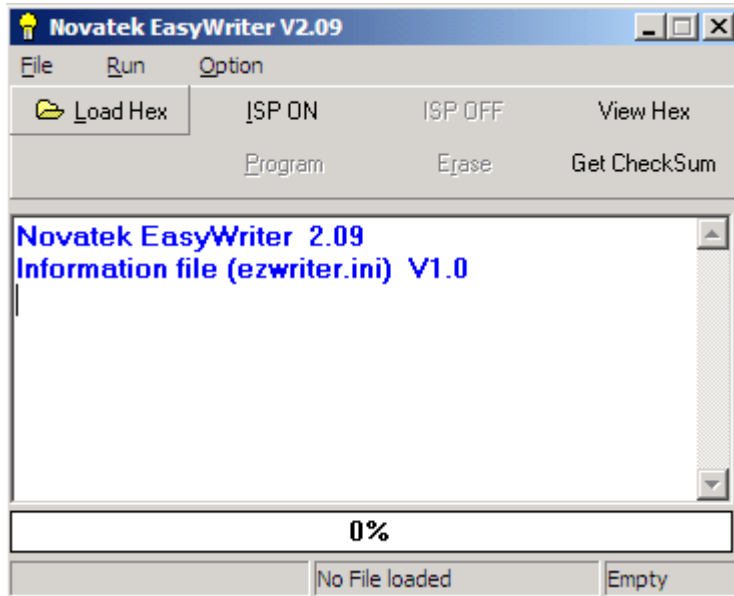 Novatek EasyWriter V2.09
File Run Option
Load Hex ISP ON ISP OFF View Hex
Program Erase Get CheckSum
Novatek EasyWriter 2.09
Information file (ezwriter.ini) V1.0
0%
No File loaded Empty